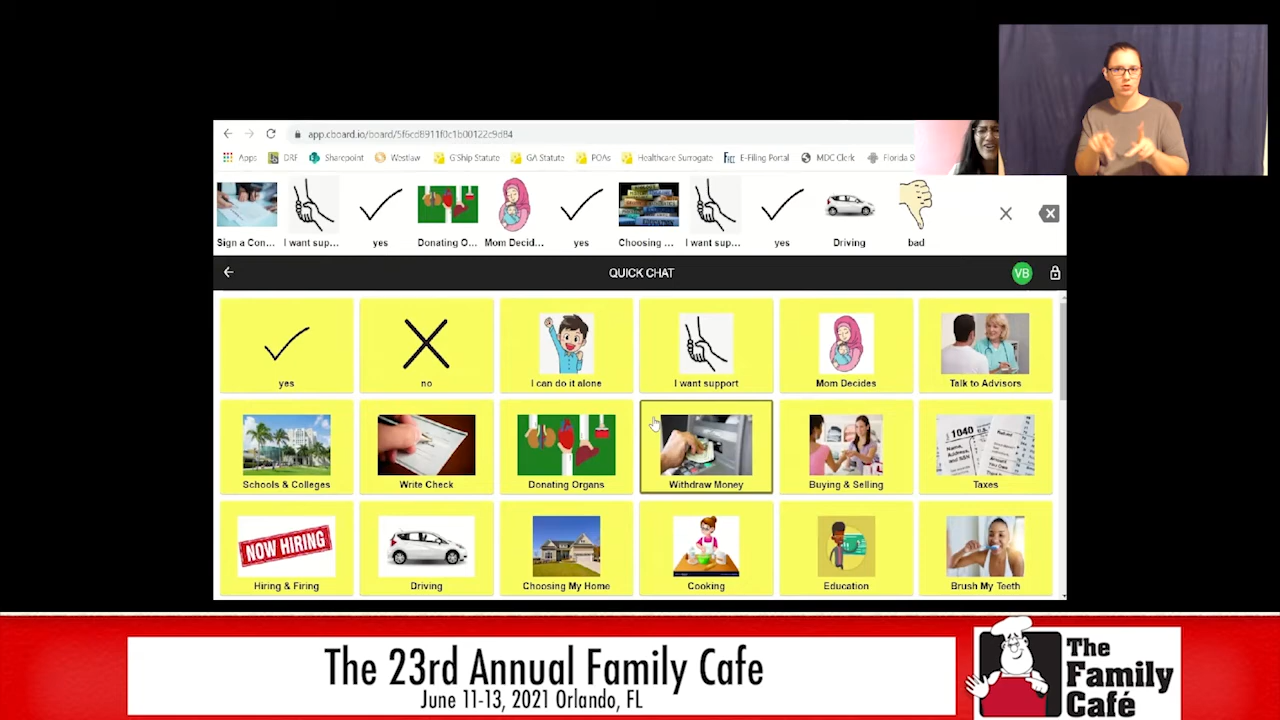 app.cboard.io/board/5f6cd8911f0c1b00122c9d84
Apps DRF Sharepoint Westlaw G'Ship Statute GA Statute POAs Healthcare Surrogate E-Filing Portal MDC Clerk Florida S
Sign a Con... I want sup... yes Donating O... Mom Decid... yes Choosing ... I want sup... yes Driving bad
QUICK CHAT VB
yes no I can do it alone I want support Mom Decides Talk to Advisors
1040
Schools & Colleges Write Check Donating Organs Withdraw Money Buying & Selling Taxes
NOW HIRING
Hiring & Firing Driving Choosing My Home Cooking Education Brush My Teeth
The 23rd Annual Family Cafe
June 11-13, 2021 Orlando, FL
The
Family
Café